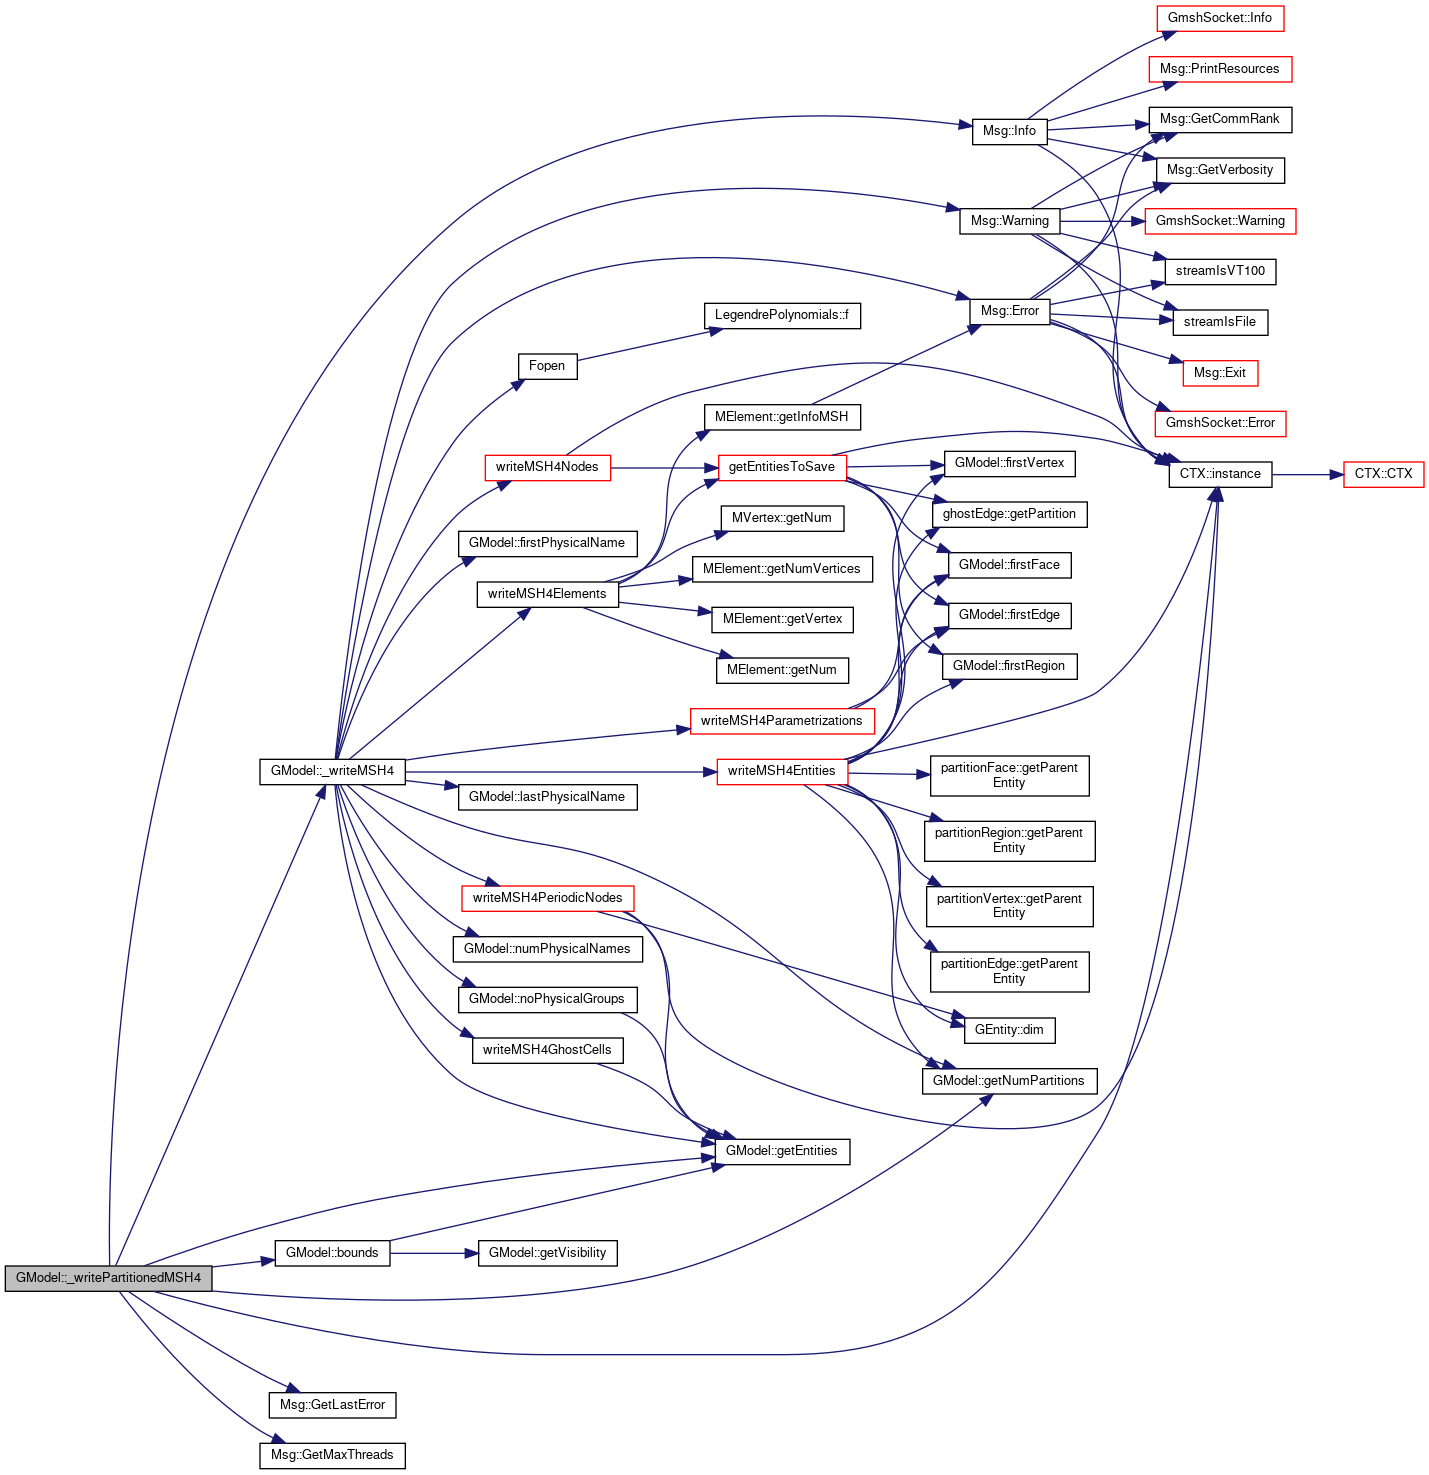 GmshSocket::Info
Msg::PrintResources
Msg::GetCommRank
Msg::Info
Msg::GetVerbosity
Msg::Warning
GmshSocket::Warning
streamIsVT100
Msg::Error
LegendrePolynomials::f
streamIsFile
Fopen
Msg::Exit
MElement::getInfoMSH
GmshSocket::Error
writeMSH4Nodes
getEntitiesToSave
GModel::firstVertex
CTX::instance
CTX::CTX
MVertex::getNum
ghostEdge::getPartition
GModel::firstPhysicalName
MElement::getNumVertices
GModel::firstFace
writeMSH4Elements
MElement::getVertex
GModel::firstEdge
MElement::getNum
GModel::firstRegion
writeMSH4Parametrizations
GModel::_writeMSH4
writeMSH4Entities
partitionFace::getParent
Entity
GModel::lastPhysicalName
partitionRegion::getParent
Entity
writeMSH4PeriodicNodes
partitionVertex::getParent
Entity
GModel::numPhysicalNames
partitionEdge::getParent
Entity
GModel::noPhysicalGroups
GEntity::dim
writeMSH4GhostCells
GModel::getNumPartitions
GModel::getEntities
GModel::bounds
GModel::getVisibility
GModel::_writePartitionedMSH4
Msg::GetLastError
Msg::GetMaxThreads